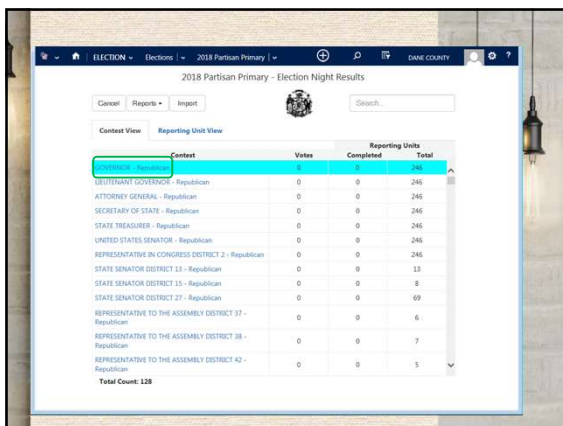 ELECTION Elections 2018 Partisan Primary DANE COUNTY ?
2018 Partisan Primary - Election Night Results
Cancel Reports Import Search...
Contest View Reporting Unit View
Reporting Units
Contest Votes Completed Total
GOVERNOR - Republican 0 0 246
LIEUTENANT GOVERNOR - Republican 0 0 246
ATTORNEY GENERAL - Republican 0 0 246
SECRETARY OF STATE - Republican 0 0 246
STATE TREASURER - Republican 0 0 246
UNITED STATES SENATOR - Republican 0 0 246
REPRESENTATIVE IN CONGRESS DISTRICT 2 - Republican 0 0 246
STATE SENATOR DISTRICT 13 - Republican 0 0 13
STATE SENATOR DISTRICT 15 - Republican 0 0 8
STATE SENATOR DISTRICT 27 - Republican 0 0 69
REPRESENTATIVE TO THE ASSEMBLY DISTRICT 37 -
Republican 0 0 6
REPRESENTATIVE TO THE ASSEMBLY DISTRICT 38 -
Republican 0 0 7
REPRESENTATIVE TO THE ASSEMBLY DISTRICT 42 -
Republican 0 0 5
Total Count: 128